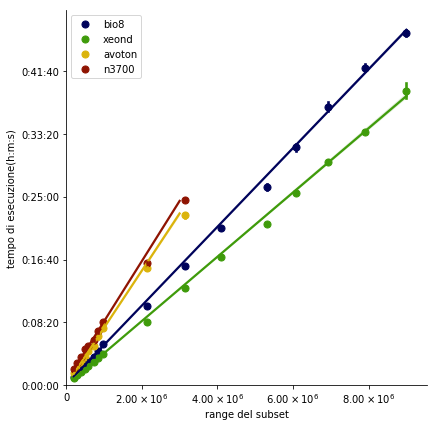 bio8
xeond
avoton
n3700
tempo di esecuzione(h:m:s)
0:41:40
0:33:20
0:25:00
0:16:40
0:08:20
0:00:00
0 2.00 × 10⁶ 4.00 × 10⁶ 6.00 × 10⁶ 8.00 × 10⁶
range del subset